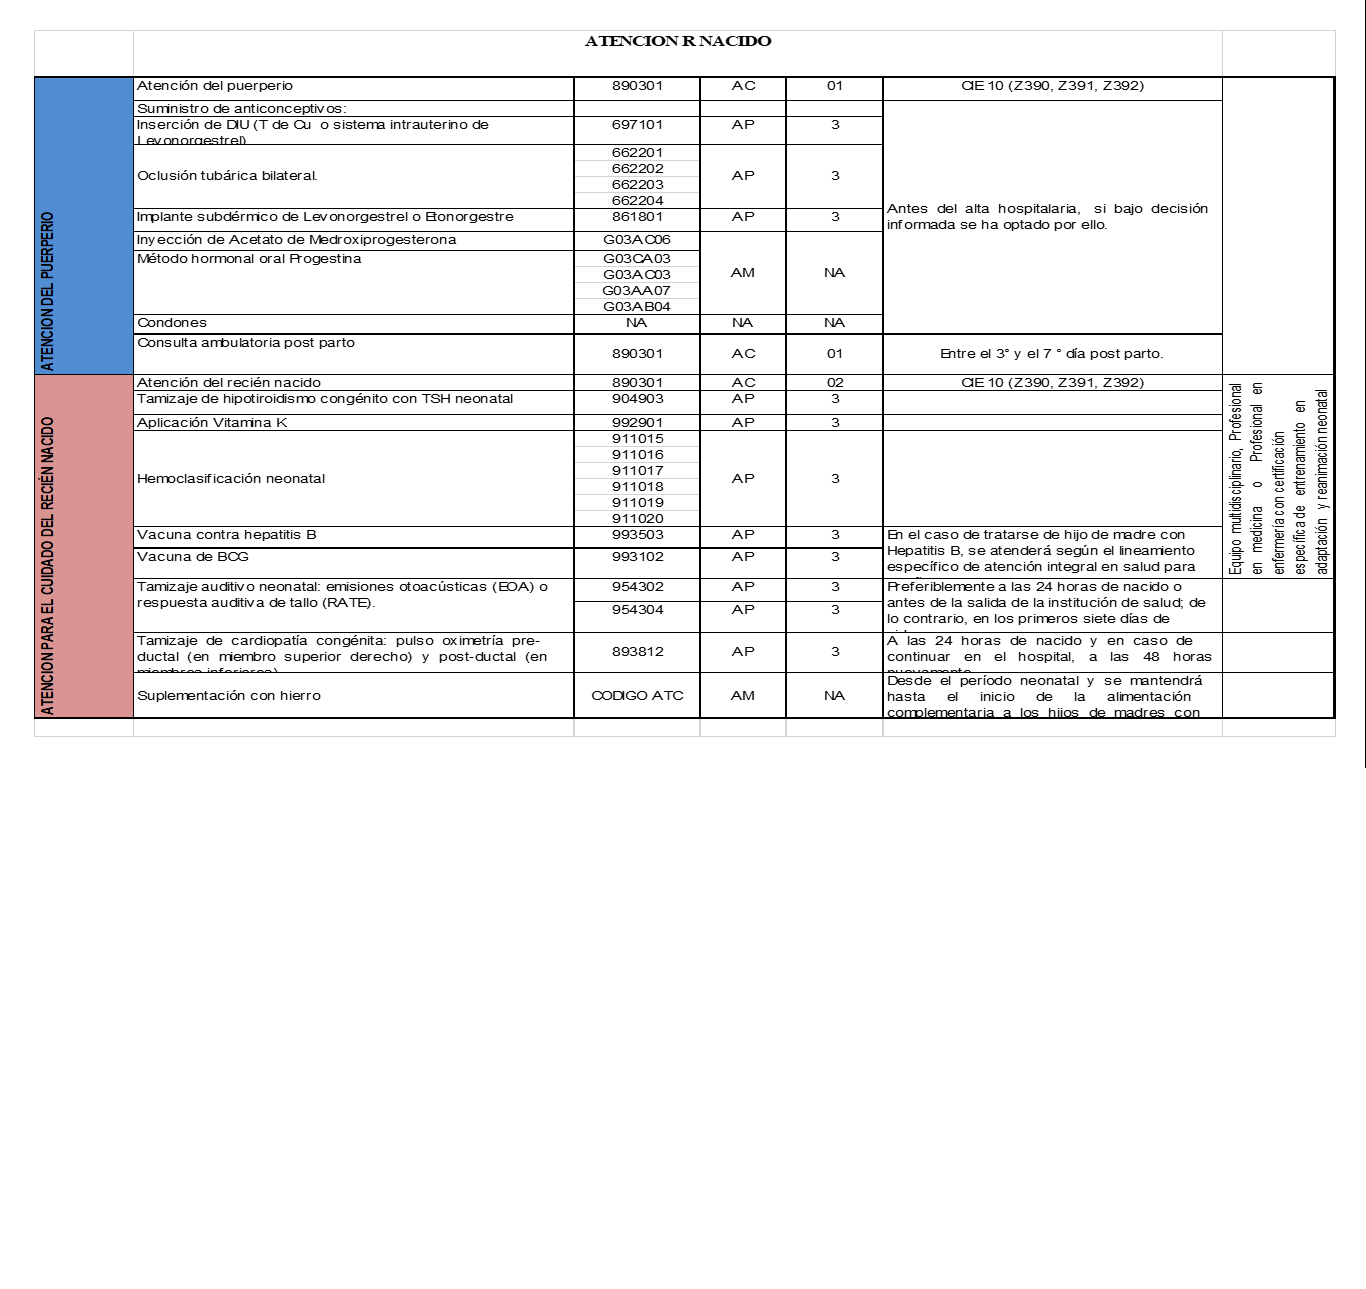 ATENCION R NACIDO
ATENCION DEL PUERPERIO
Atención del puerperio 890301 AC 01 CIE 10 (Z390, Z391, Z392)
Suministro de anticonceptivos:
Inserción de DIU (T de Cu o sistema intrauterino de
Levonorgestrel) 697101 AP 3
Oclusión tubárica bilateral. AP 3
662201
662202
662203
662204
Implante subdérmico de Levonorgestrel o Etonorgestre 861801 AP 3
Antes del alta hospitalaria, si bajo decisión
informada se ha optado por ello.
Inyección de Acetato de Medroxiprogesterona G03AC06
Método hormonal oral Progestina G03CA03
G03AC03
AM NA
G03AA07
G03AB04
Condones NA NA NA
Consulta ambulatoria post parto
890301 AC 01 Entre el 3° y el 7 ° día post parto.
ATENCION PARA EL CUIDADO DEL RECIÉN NACIDO
Atención del recién nacido 890301 AC 02 CIE 10 (Z390, Z391, Z392)
Tamizaje de hipotiroidismo congénito con TSH neonatal 904903 AP 3
Aplicación Vitamina K 992901 AP 3
Hemoclasificación neonatal AP 3
911015
911016
911017
911018
911019
911020
Vacuna contra hepatitis B 993503 AP 3
Vacuna de BCG 993102 AP 3
En el caso de tratarse de hijo de madre con
Hepatitis B, se atenderá según el lineamiento
específico de atención integral en salud para
Equipo multidisciplinario, Profesional
en medicina o Profesional en
enfermería con certificación
específica de entrenamiento en
adaptación y reanimación neonatal
Tamizaje auditivo neonatal: emisiones otoacústicas (EOA) o
respuesta auditiva de tallo (RATE).
954302 AP 3
954304 AP 3
Preferiblemente a las 24 horas de nacido o
antes de la salida de la institución de salud; de
lo contrario, en los primeros siete días de
Tamizaje de cardiopatía congénita: pulso oximetría pre-
ductal (en miembro superior derecho) y post-ductal (en
893812 AP 3
A las 24 horas de nacido y en caso de
continuar en el hospital, a las 48 horas
Suplementación con hierro CODIGO ATC AM NA
Desde el período neonatal y se mantendrá
hasta el inicio de la alimentación
complementaria a los hijos de madres con